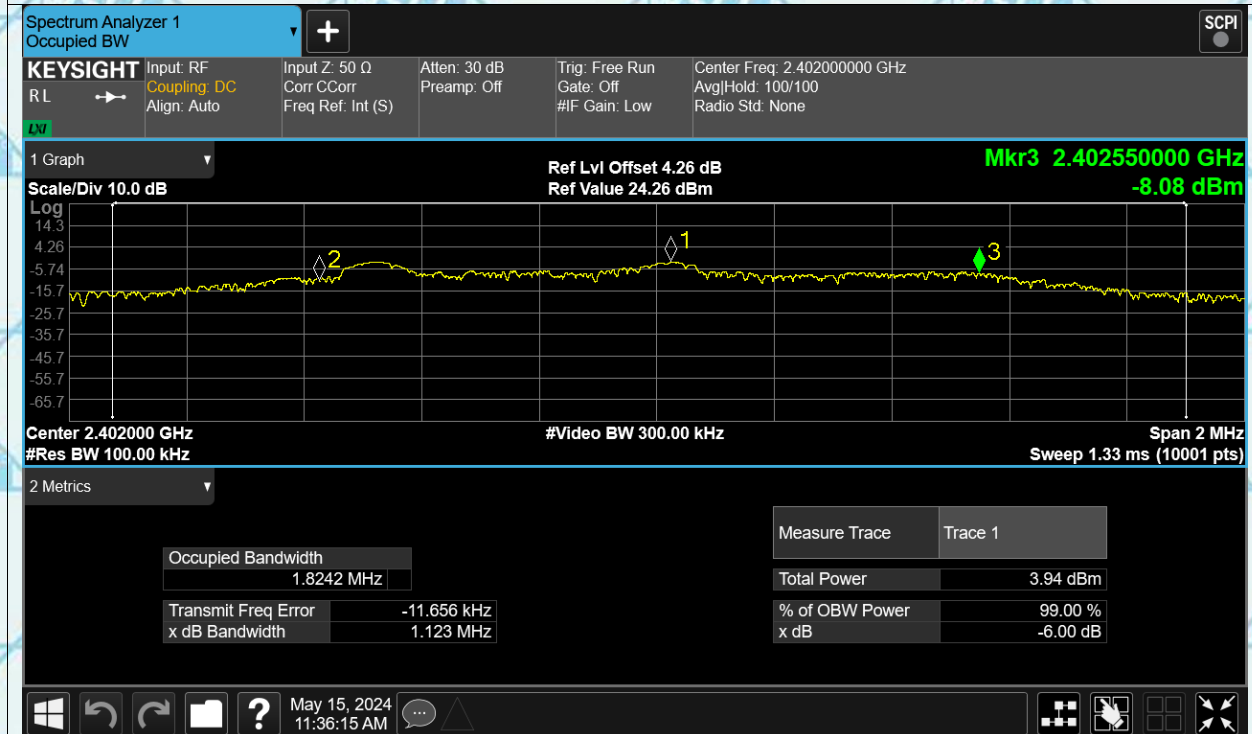 Spectrum Analyzer 1
Occupied BW
+
SCPI
KEYSIGHT
RL
LXI
Input: RF
Coupling: DC
Align: Auto
Input Z: 50 Ω
Corr CCorr
Freq Ref: Int (S)
Atten: 30 dB
Preamp: Off
Trig: Free Run
Gate: Off
#IF Gain: Low
Center Freq: 2.402000000 GHz
Avg|Hold: 100/100
Radio Std: None
1 Graph
Scale/Div 10.0 dB
Ref Lvl Offset 4.26 dB
Ref Value 24.26 dBm
Mkr3 2.402550000 GHz
-8.08 dBm
Log
14.3
4.26
-5.74
-15.7
-25.7
-35.7
-45.7
-55.7
-65.7
2
1
3
Center 2.402000 GHz
#Res BW 100.00 kHz
#Video BW 300.00 kHz
Span 2 MHz
Sweep 1.33 ms (10001 pts)
2 Metrics
Occupied Bandwidth
1.8242 MHz
Transmit Freq Error -11.656 kHz
x dB Bandwidth 1.123 MHz
Measure Trace Trace 1
Total Power 3.94 dBm
% of OBW Power 99.00 %
x dB -6.00 dB
?
May 15, 2024
11:36:15 AM